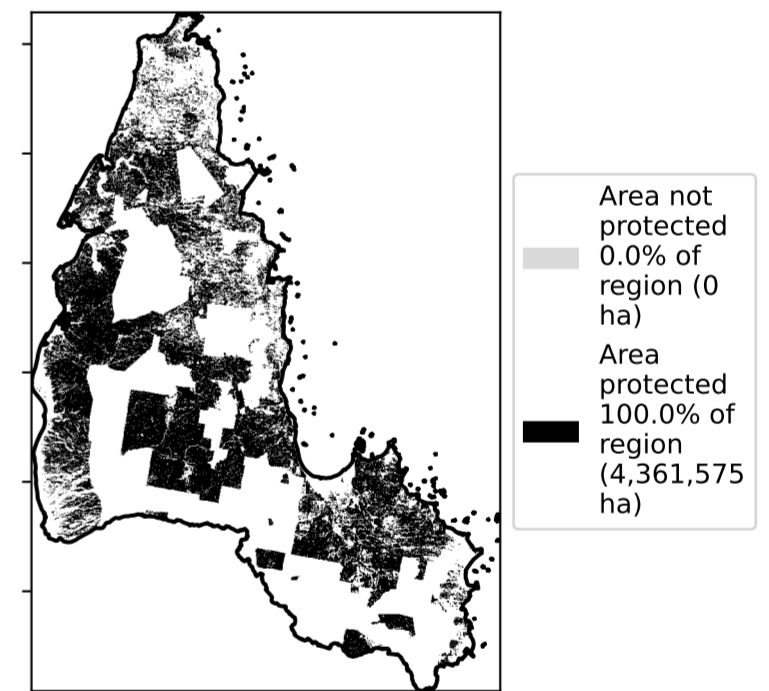 Area not
protected
0.0% of
region (0
ha)
Area
protected
100.0% of
region
(4,361,575
ha)